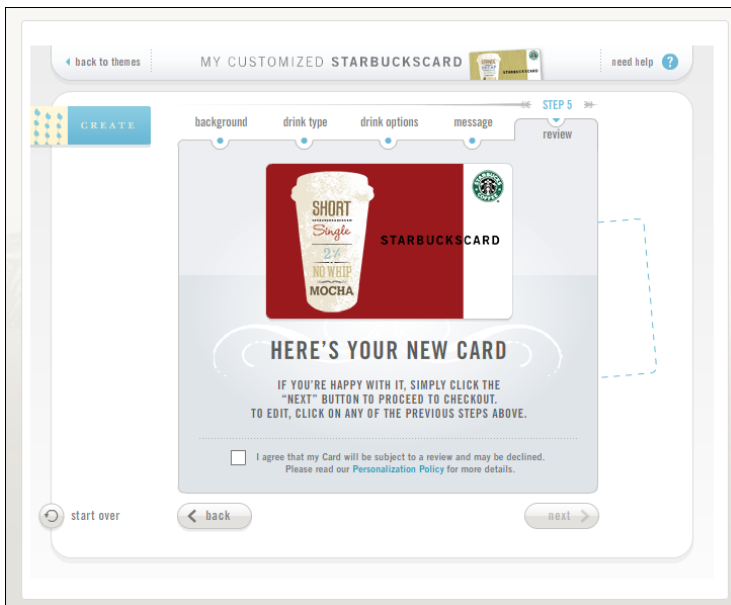 back to themes
MY CUSTOMIZED STARBUCKSCARD
need help ?
CREATE
STEP 5
background
drink type
drink options
message
review
SHORT
Single
2%
NO WHIP
MOCHA
STARBUCKSCARD
STARBUCKS
COFFEE
HERE'S YOUR NEW CARD
IF YOU'RE HAPPY WITH IT, SIMPLY CLICK THE
"NEXT" BUTTON TO PROCEED TO CHECKOUT.
TO EDIT, CLICK ON ANY OF THE PREVIOUS STEPS ABOVE.
I agree that my Card will be subject to a review and may be declined.
Please read our Personalization Policy for more details.
start over
back
next